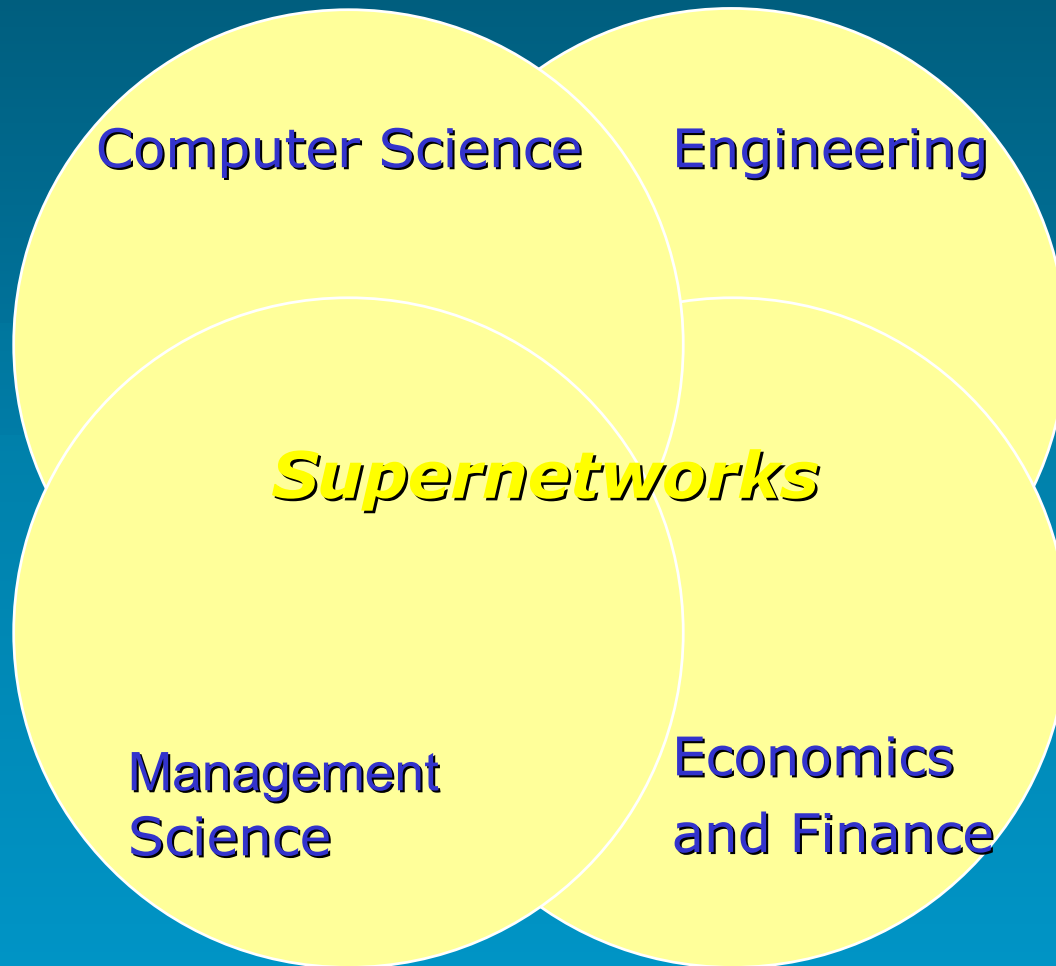 Computer Science
Engineering
Supernetworks
Management
Science
Economics
and Finance